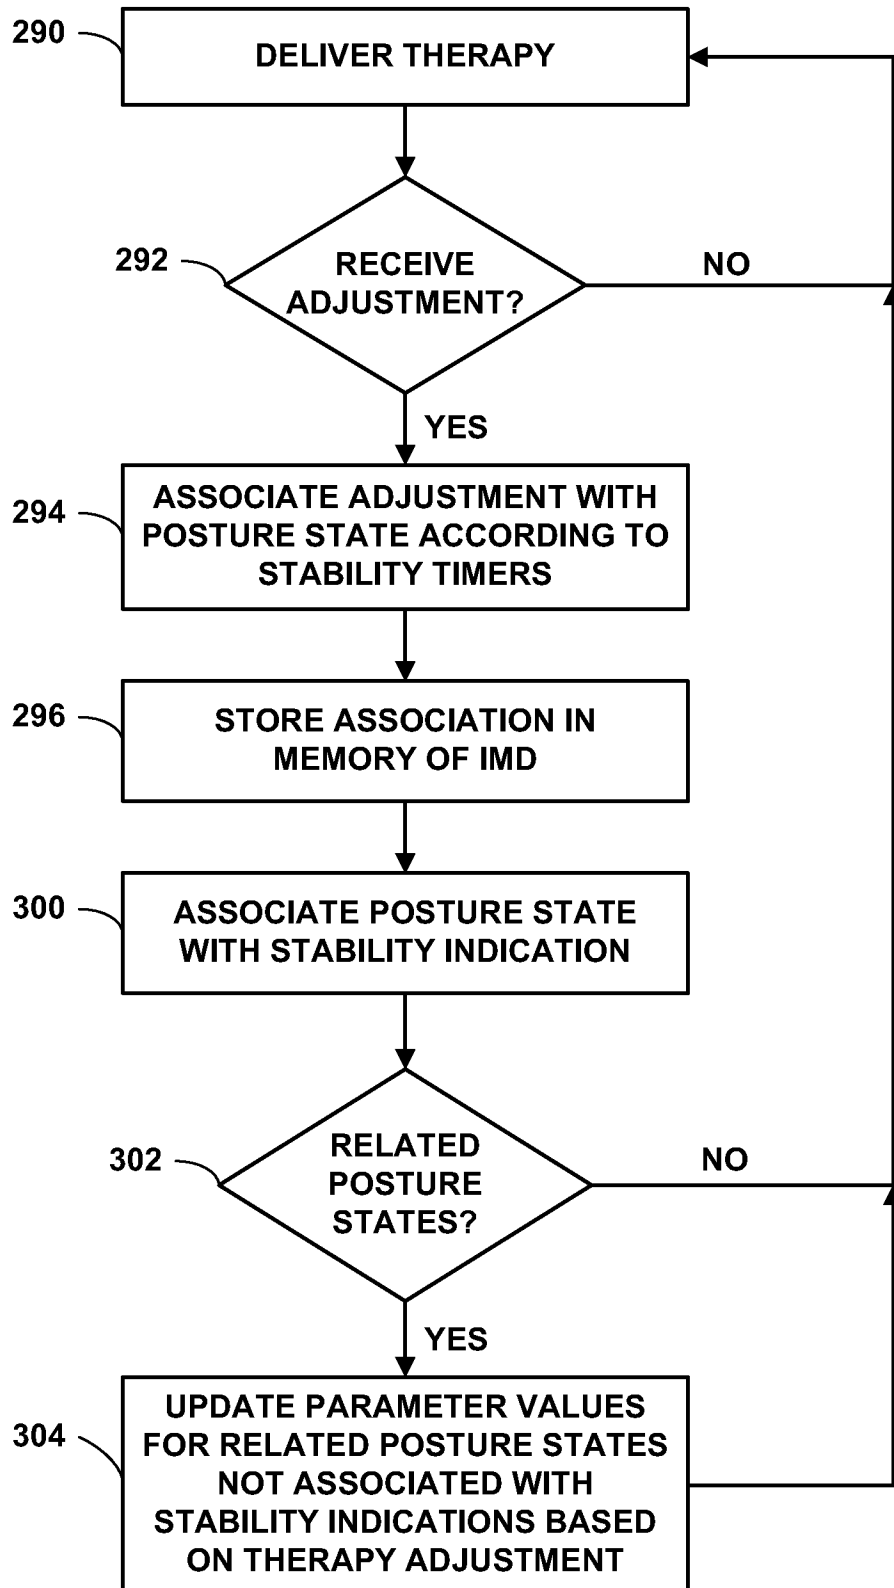 290
DELIVER THERAPY
292
RECEIVE
ADJUSTMENT?
NO
YES
294
ASSOCIATE ADJUSTMENT WITH
POSTURE STATE ACCORDING TO
STABILITY TIMERS
296
STORE ASSOCIATION IN
MEMORY OF IMD
300
ASSOCIATE POSTURE STATE
WITH STABILITY INDICATION
302
RELATED
POSTURE
STATES?
NO
YES
304
UPDATE PARAMETER VALUES
FOR RELATED POSTURE STATES
NOT ASSOCIATED WITH
STABILITY INDICATIONS BASED
ON THERAPY ADJUSTMENT